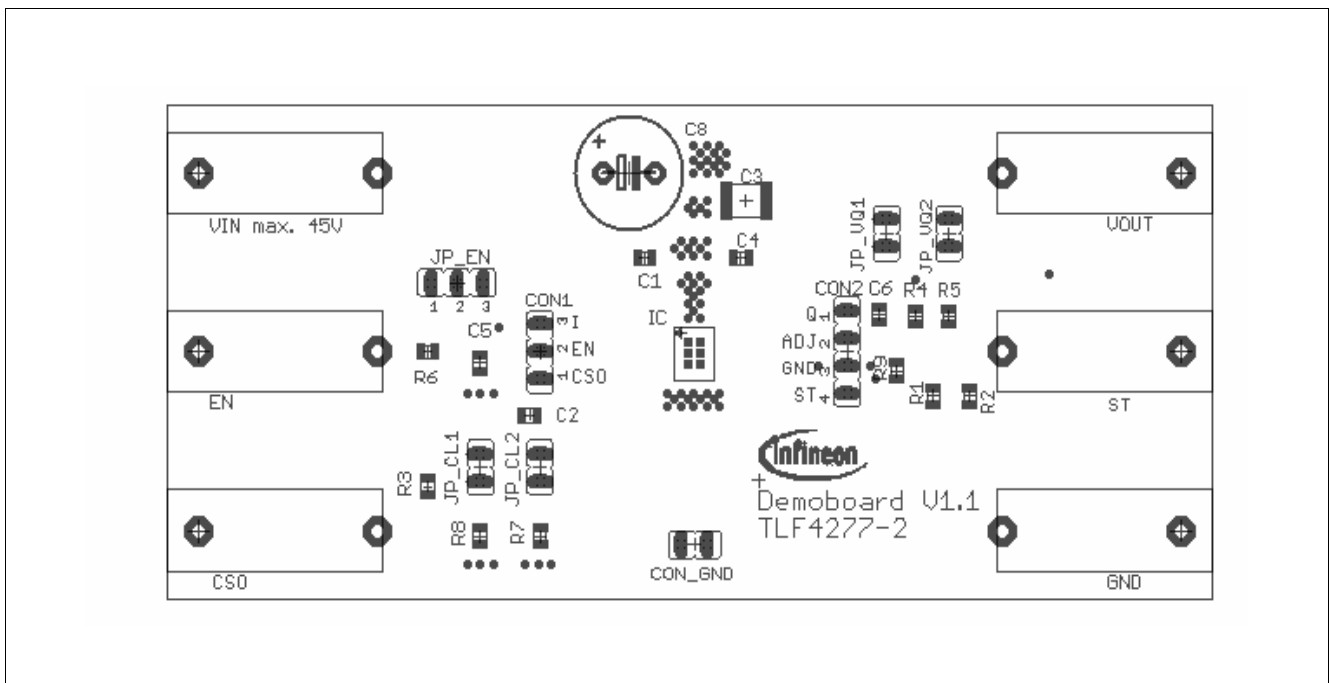 C8
C3
VIN max. 45V
JP_VQ1
JP_VQ2
VOUT
C4
JP_EN
1 2 3
C1
CON1
3 I
2 EN
1 CSO
C5
R6
EN
IC
CON2
C6 R4 R5
Q 1
ADJ 2
GND 3
ST 4
R9
R1
R2
ST
C2
JP_CL1
JP_CL2
R3
R8
R7
CSO
infineon
Demoboard V1.1
TLF4277-2
CON_GND
GND